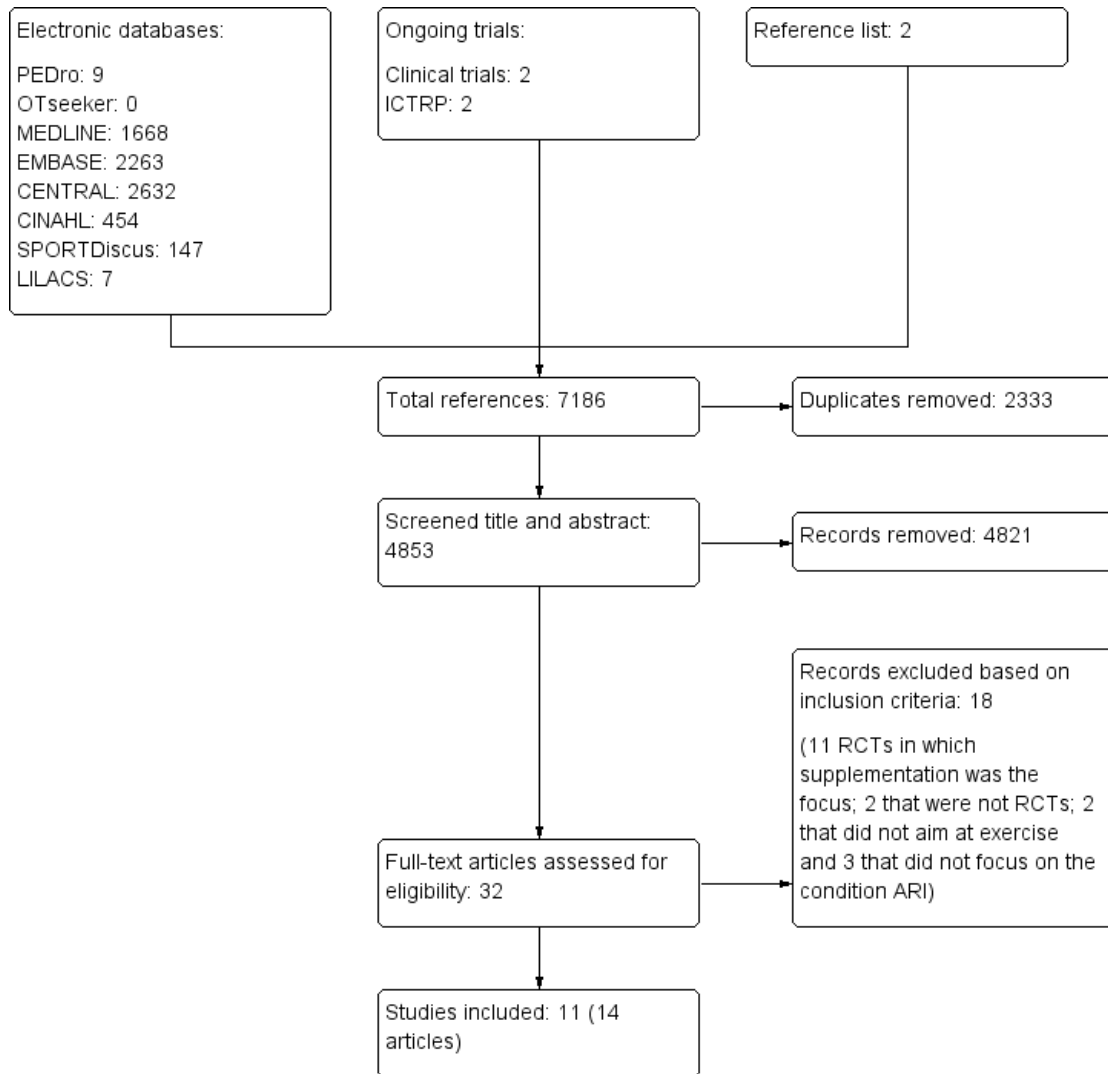 Electronic databases:
PEDro: 9
OTseeker: 0
MEDLINE: 1668
EMBASE: 2263
CENTRAL: 2632
CINAHL: 454
SPORTDiscus: 147
LILACS: 7
Ongoing trials:
Clinical trials: 2
ICTRP: 2
Reference list: 2
Total references: 7186
Duplicates removed: 2333
Screened title and abstract:
4853
Records removed: 4821
Records excluded based on
inclusion criteria: 18
(11 RCTs in which
supplementation was the
focus; 2 that were not RCTs; 2
that did not aim at exercise
and 3 that did not focus on the
condition ARI)
Full-text articles assessed for
eligibility: 32
Studies included: 11 (14
articles)